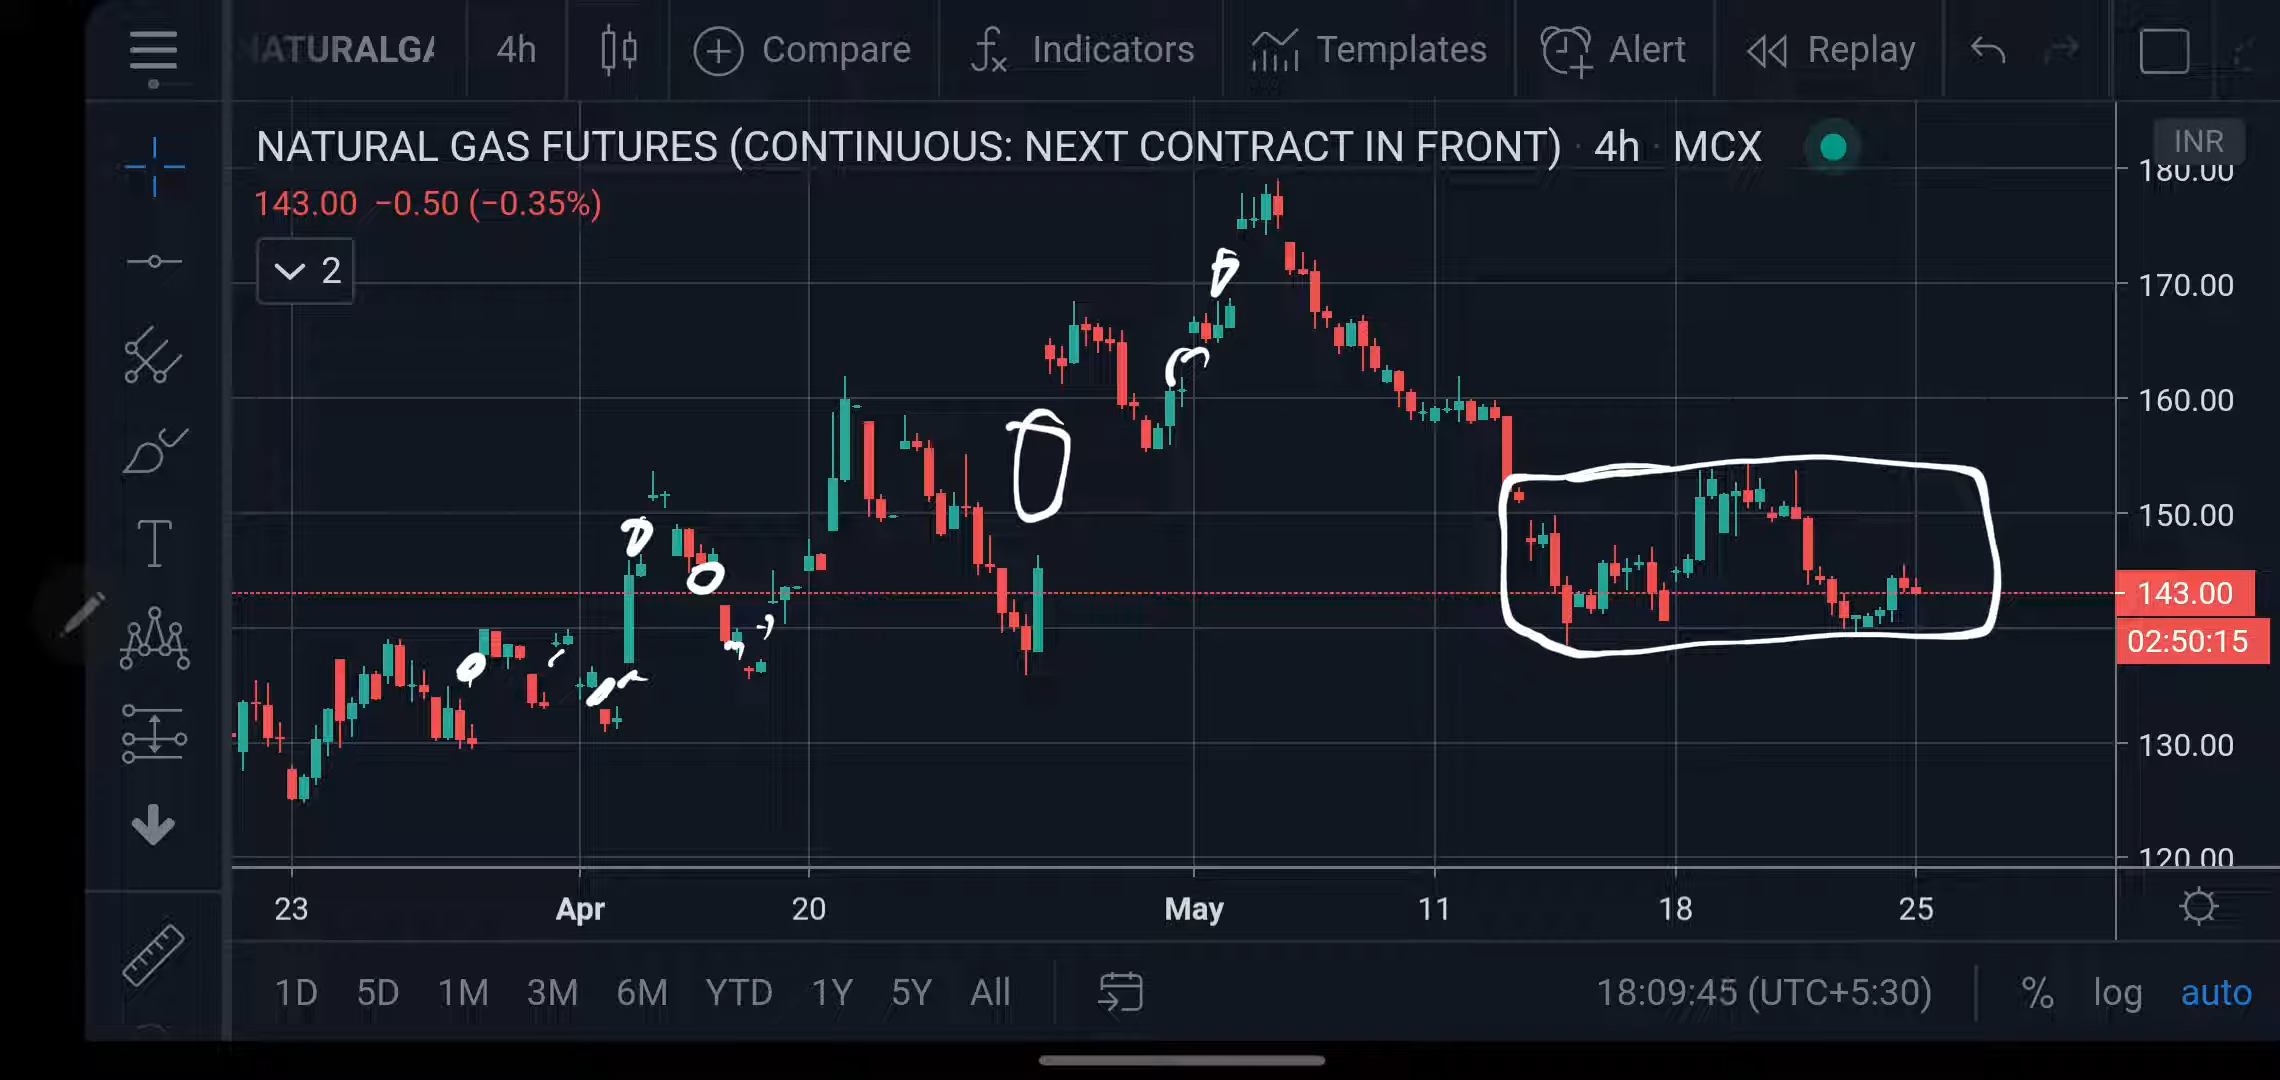 NATURALGA 4h Compare Indicators Templates Alert Replay
NATURAL GAS FUTURES (CONTINUOUS: NEXT CONTRACT IN FRONT) · 4h · MCX
INR
143.00 −0.50 (−0.35%)
2
180.00
170.00
160.00
150.00
143.00
02:50:15
130.00
120.00
23 Apr 20 May 11 18 25
1D 5D 1M 3M 6M YTD 1Y 5Y All 18:09:45 (UTC+5:30) % log auto